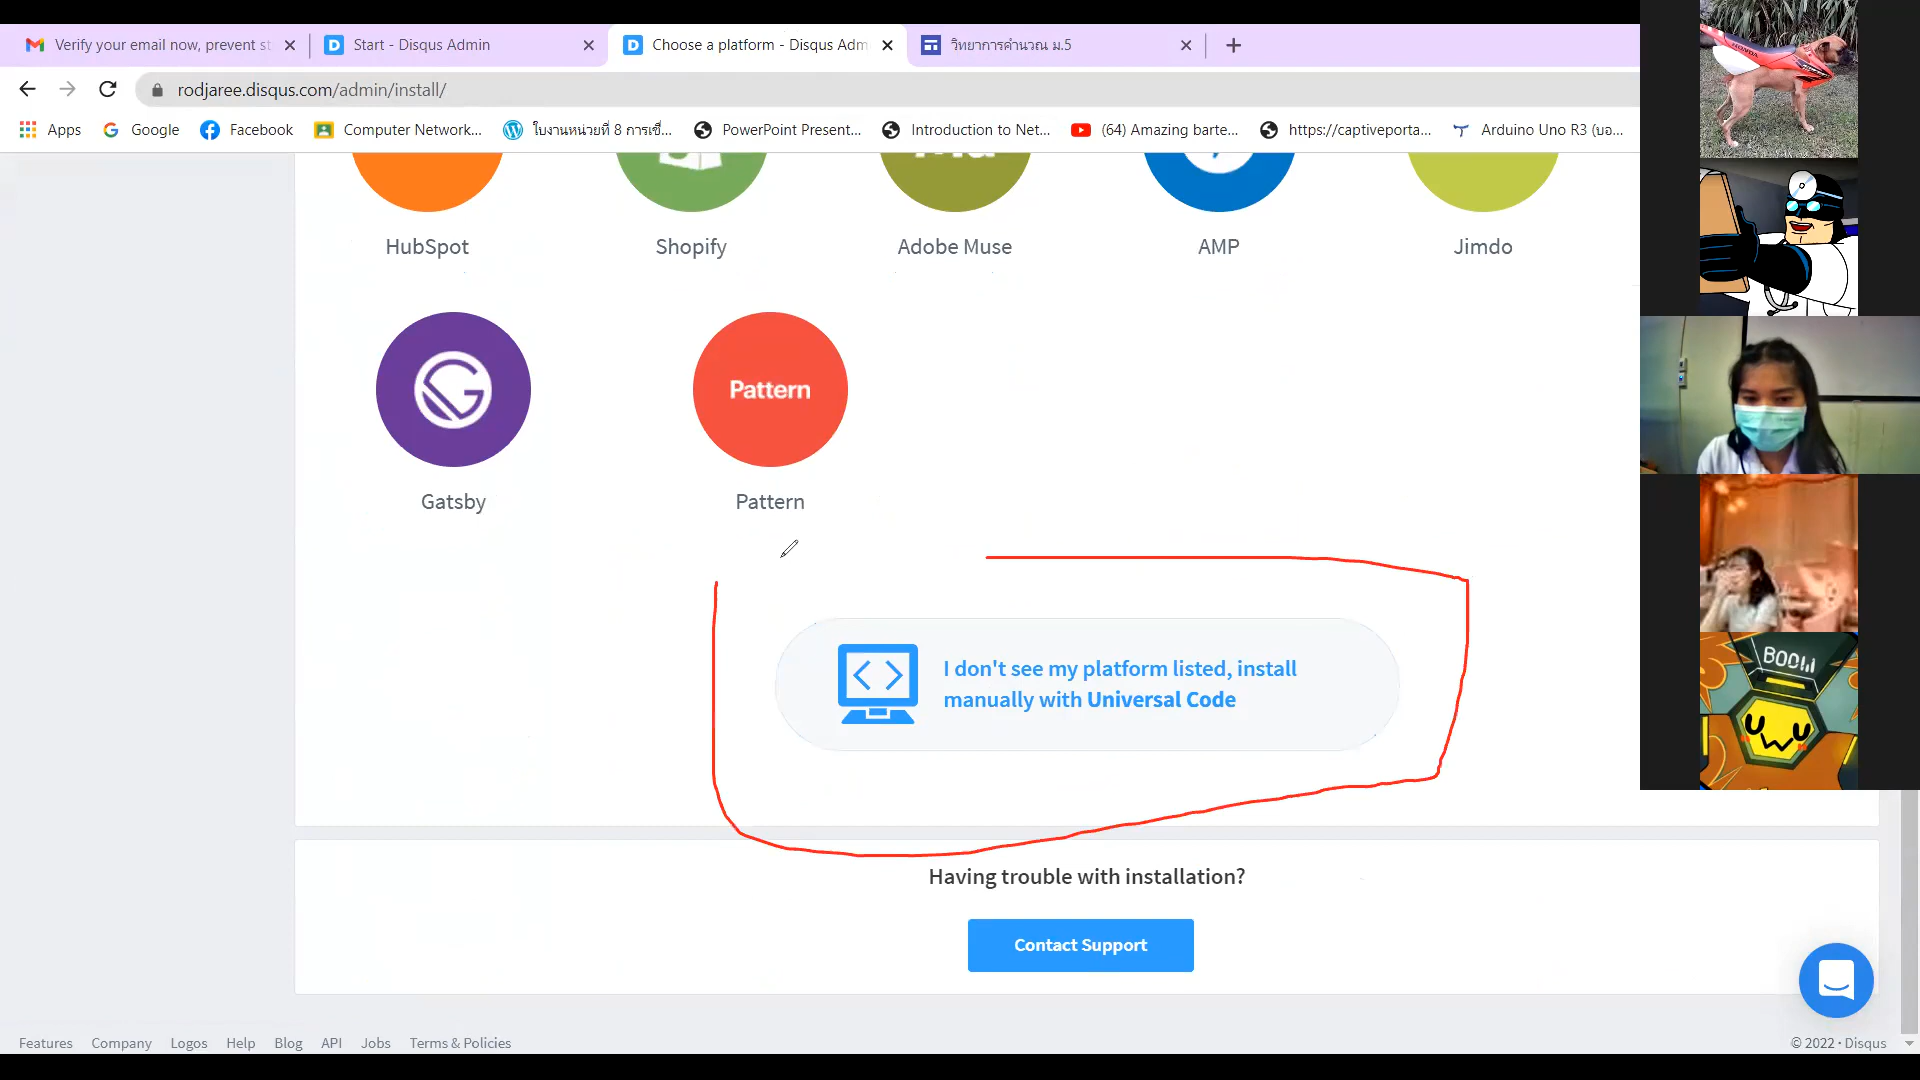 Verify your email now, prevent st
Start - Disqus Admin
Choose a platform - Disqus Adm
วิทยาการคำนวณ ม.5
rodjaree.disqus.com/admin/install/
Apps
Google
Facebook
Computer Network...
ใบงานหน่วยที่ 8 การเชื่...
PowerPoint Present...
Introduction to Net...
(64) Amazing barte...
https://captiveporta...
Arduino Uno R3 (บอ...
HONDA
HubSpot
Shopify
Adobe Muse
AMP
Jimdo
Pattern
Gatsby
Pattern
I don't see my platform listed, install
manually with Universal Code
BOOM
UWU
Having trouble with installation?
Contact Support
Features
Company
Logos
Help
Blog
API
Jobs
Terms & Policies
© 2022 • Disqus